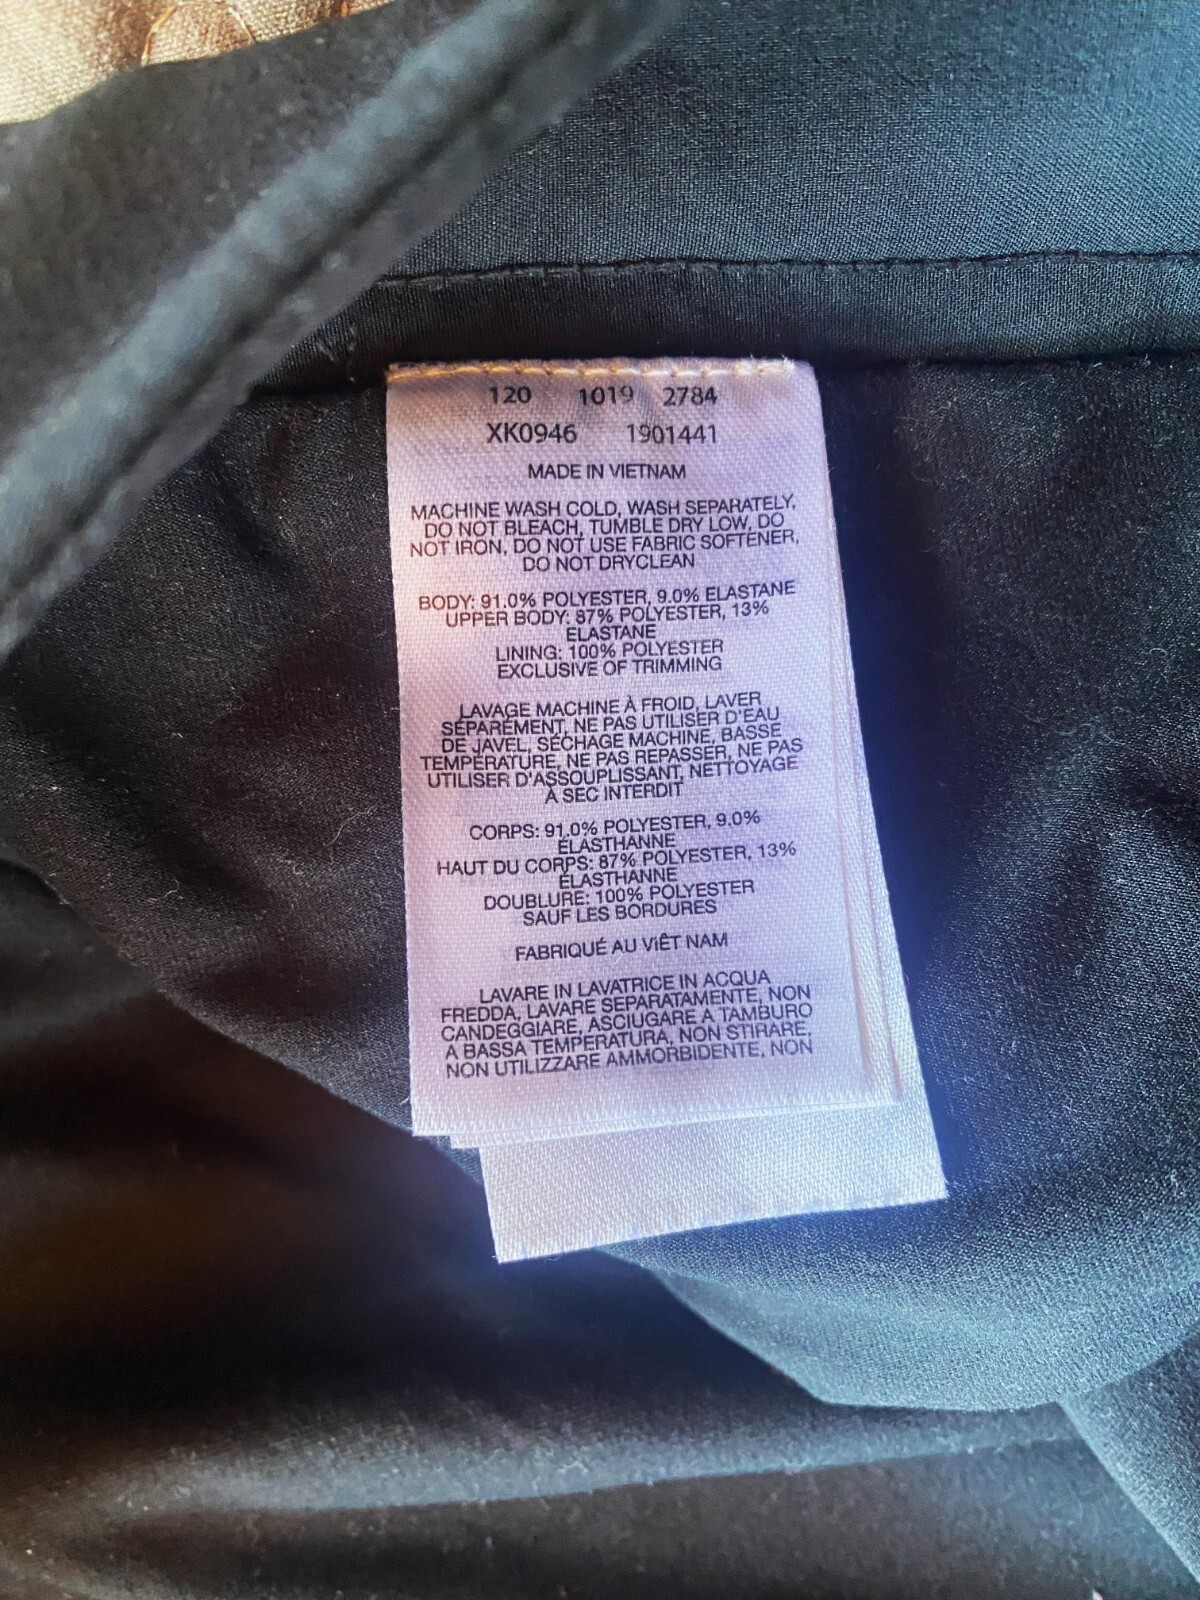 120 1019 2784
XK0946 1901441
MADE IN VIETNAM
MACHINE WASH COLD, WASH SEPARATELY,
DO NOT BLEACH, TUMBLE DRY LOW, DO
NOT IRON, DO NOT USE FABRIC SOFTENER,
DO NOT DRYCLEAN
BODY: 91.0% POLYESTER, 9.0% ELASTANE
UPPER BODY: 87% POLYESTER, 13%
ELASTANE
LINING: 100% POLYESTER
EXCLUSIVE OF TRIMMING
LAVAGE MACHINE À FROID, LAVER
SÉPARÉMENT, NE PAS UTILISER D'EAU
DE JAVEL, SÉCHAGE MACHINE, BASSE
TEMPÉRATURE, NE PAS REPASSER, NE PAS
UTILISER D'ASSOUPLISSANT, NETTOYAGE
À SEC INTERDIT
CORPS: 91.0% POLYESTER, 9.0%
ÉLASTHANNE
HAUT DU CORPS: 87% POLYESTER, 13%
ÉLASTHANNE
DOUBLURE: 100% POLYESTER
SAUF LES BORDURES
FABRIQUÉ AU VIÊT NAM
LAVARE IN LAVATRICE IN ACQUA
FREDDA, LAVARE SEPARATAMENTE, NON
CANDEGGIARE, ASCIUGARE A TAMBURO
A BASSA TEMPERATURA, NON STIRARE,
NON UTILIZZARE AMMORBIDENTE, NON